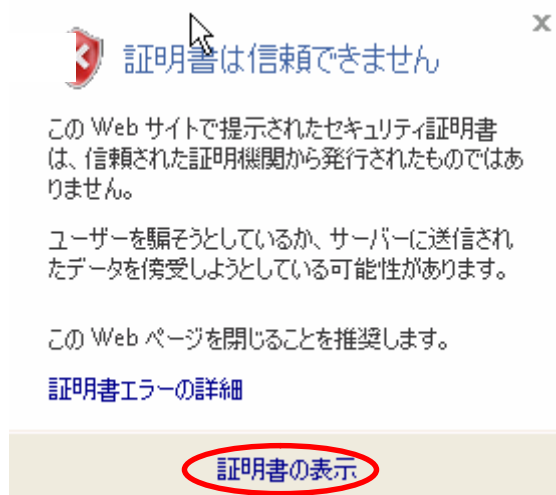 証明書は信頼できません
この Web サイトで提示されたセキュリティ証明書
は、信頼された証明機関から発行されたものではあ
りません。
ユーザーを騙そうとしているか、サーバーに送信され
たデータを傍受しようとしている可能性があります。
この Web ページを閉じることを推奨します。
証明書エラーの詳細
証明書の表示